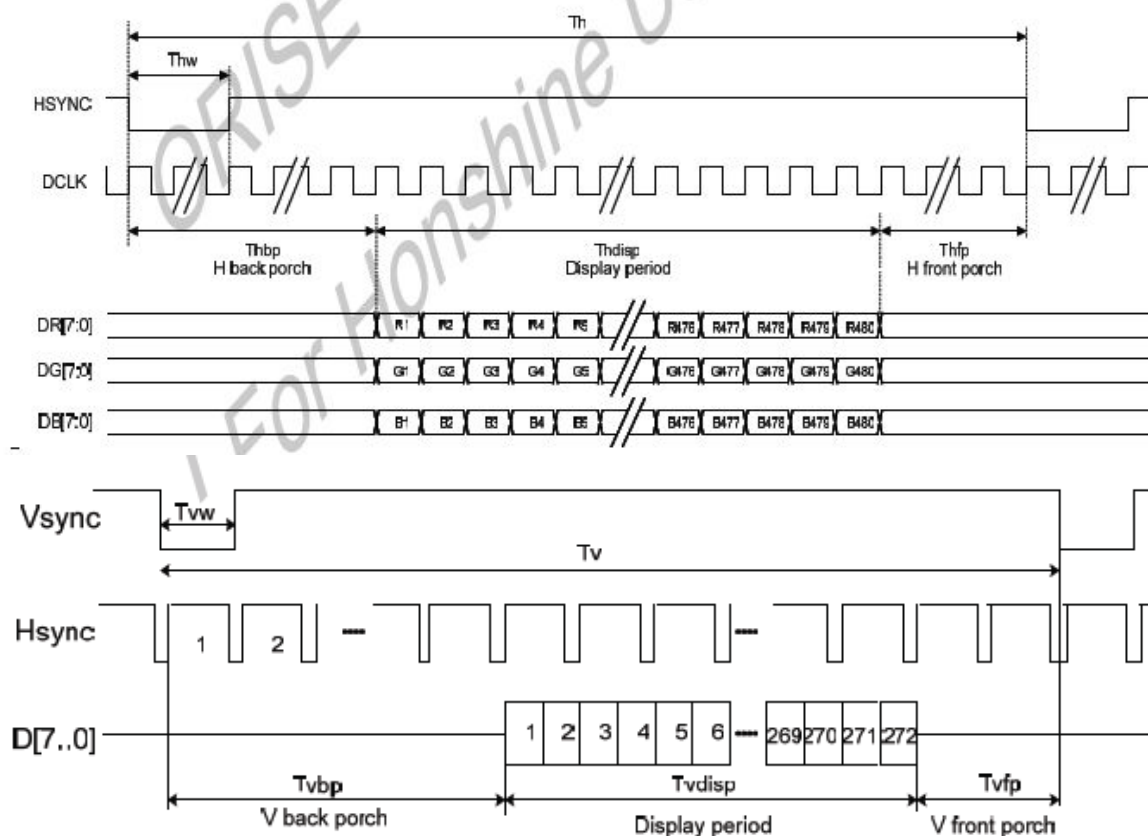 Th
Thw
HSYNC
DCLK
Thbp
H back porch
Thdisp
Display period
Thfp
H front porch
DR[7:0] R1 R2 R3 R4 R5 R476 R477 R478 R479 R480
DG[7:0] G1 G2 G3 G4 G5 G476 G477 G478 G479 G480
DB[7:0] B1 B2 B3 B4 B5 B476 B477 B478 B479 B480
ORISE
For Honshine
Vsync
Tvw
Tv
Hsync 1 2 ---- ----
D[7..0] 1 2 3 4 5 6 ---- 269 270 271 272
Tvbp
V back porch
Tvdisp
Display period
Tvfp
V front porch